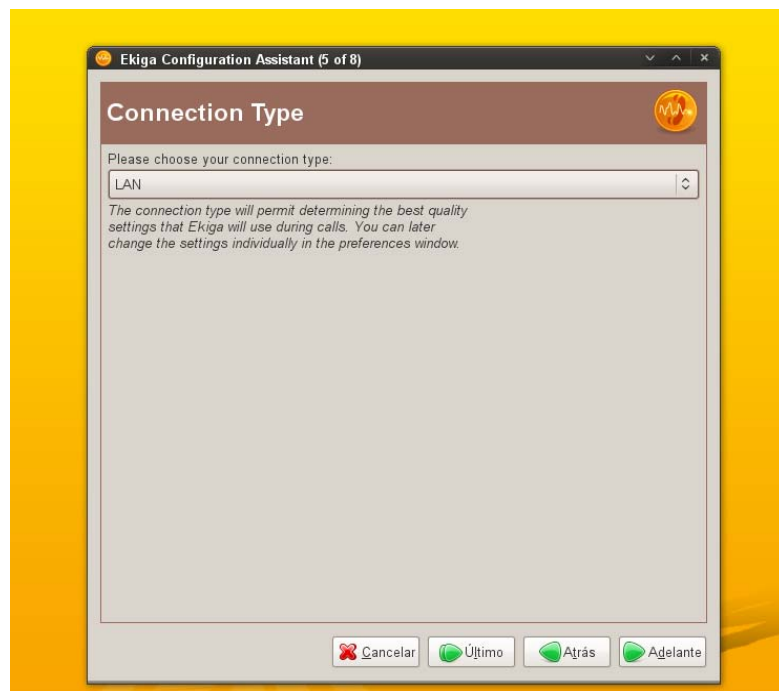 Ekiga Configuration Assistant (5 of 8)
Connection Type
Please choose your connection type:
LAN
The connection type will permit determining the best quality
settings that Ekiga will use during calls. You can later
change the settings individually in the preferences window.
Cancelar Último Atrás Adelante